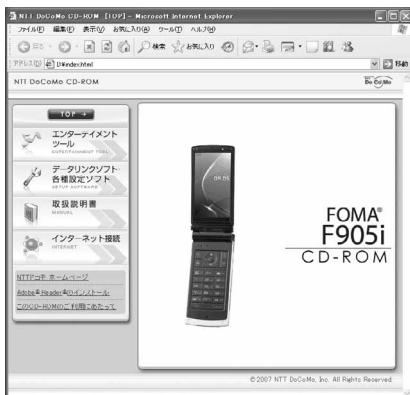 NTT DoCoMo CD-ROM [TOP] - Microsoft Internet Explorer
ファイル(F) 編集(E) 表示(V) お気に入り(A) ツール(T) ヘルプ(H)
戻る 検索 お気に入り
アドレス(D) D:¥index.html 移動
NTT DoCoMo CD-ROM
DoCoMo
TOP
エンターテイメント
ツール
ENTERTAINMENT TOOL
データリンクソフト・
各種設定ソフト
SETUP SOFTWARE
取扱説明書
MANUAL
インターネット接続
INTERNET
NTTドコモ ホームページ
Adobe® Reader®のインストール
このCD-ROMのご利用にあたって
FOMA®
F905i
CD-ROM
© 2007 NTT DoCoMo, Inc. All Rights Reserved.